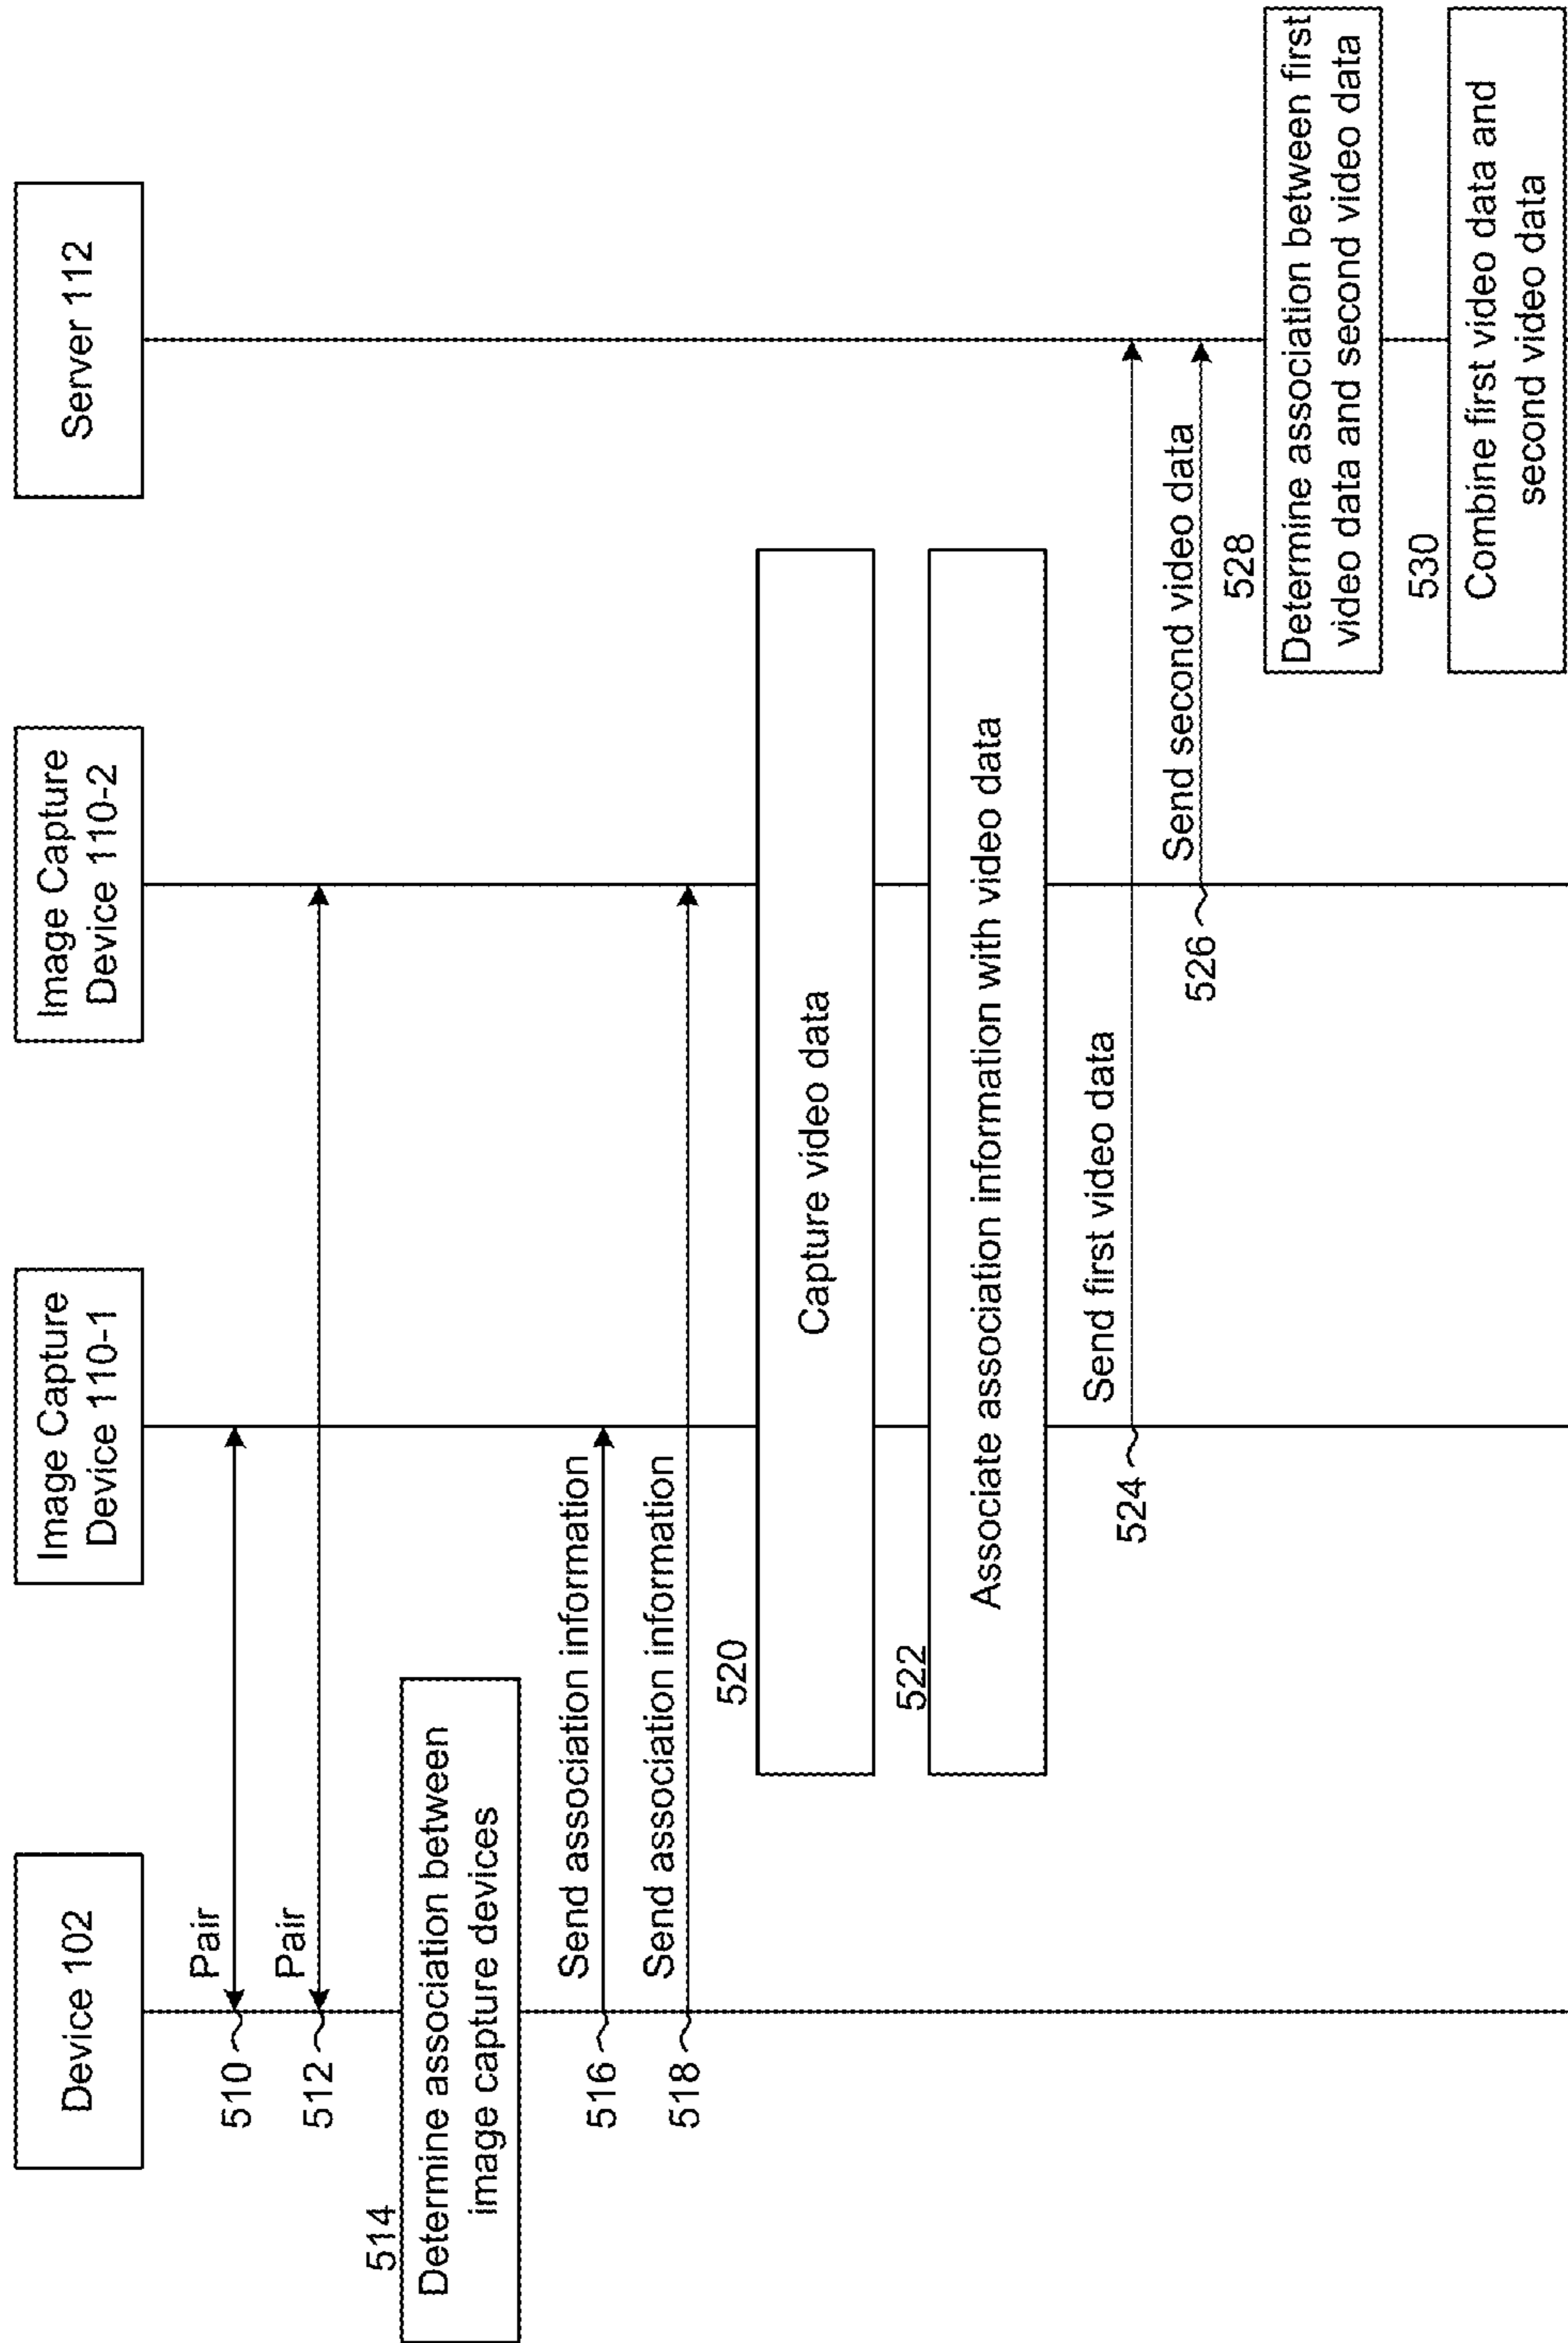 Device 102
Image Capture
Device 110-1
Image Capture
Device 110-2
Server 112
Pair
510
Pair
512
514
Determine association between
image capture devices
Send association information
516
Send association information
518
520
Capture video data
522
Associate association information with video data
Send first video data
524
Send second video data
526
528
Determine association between first
video data and second video data
530
Combine first video data and
second video data